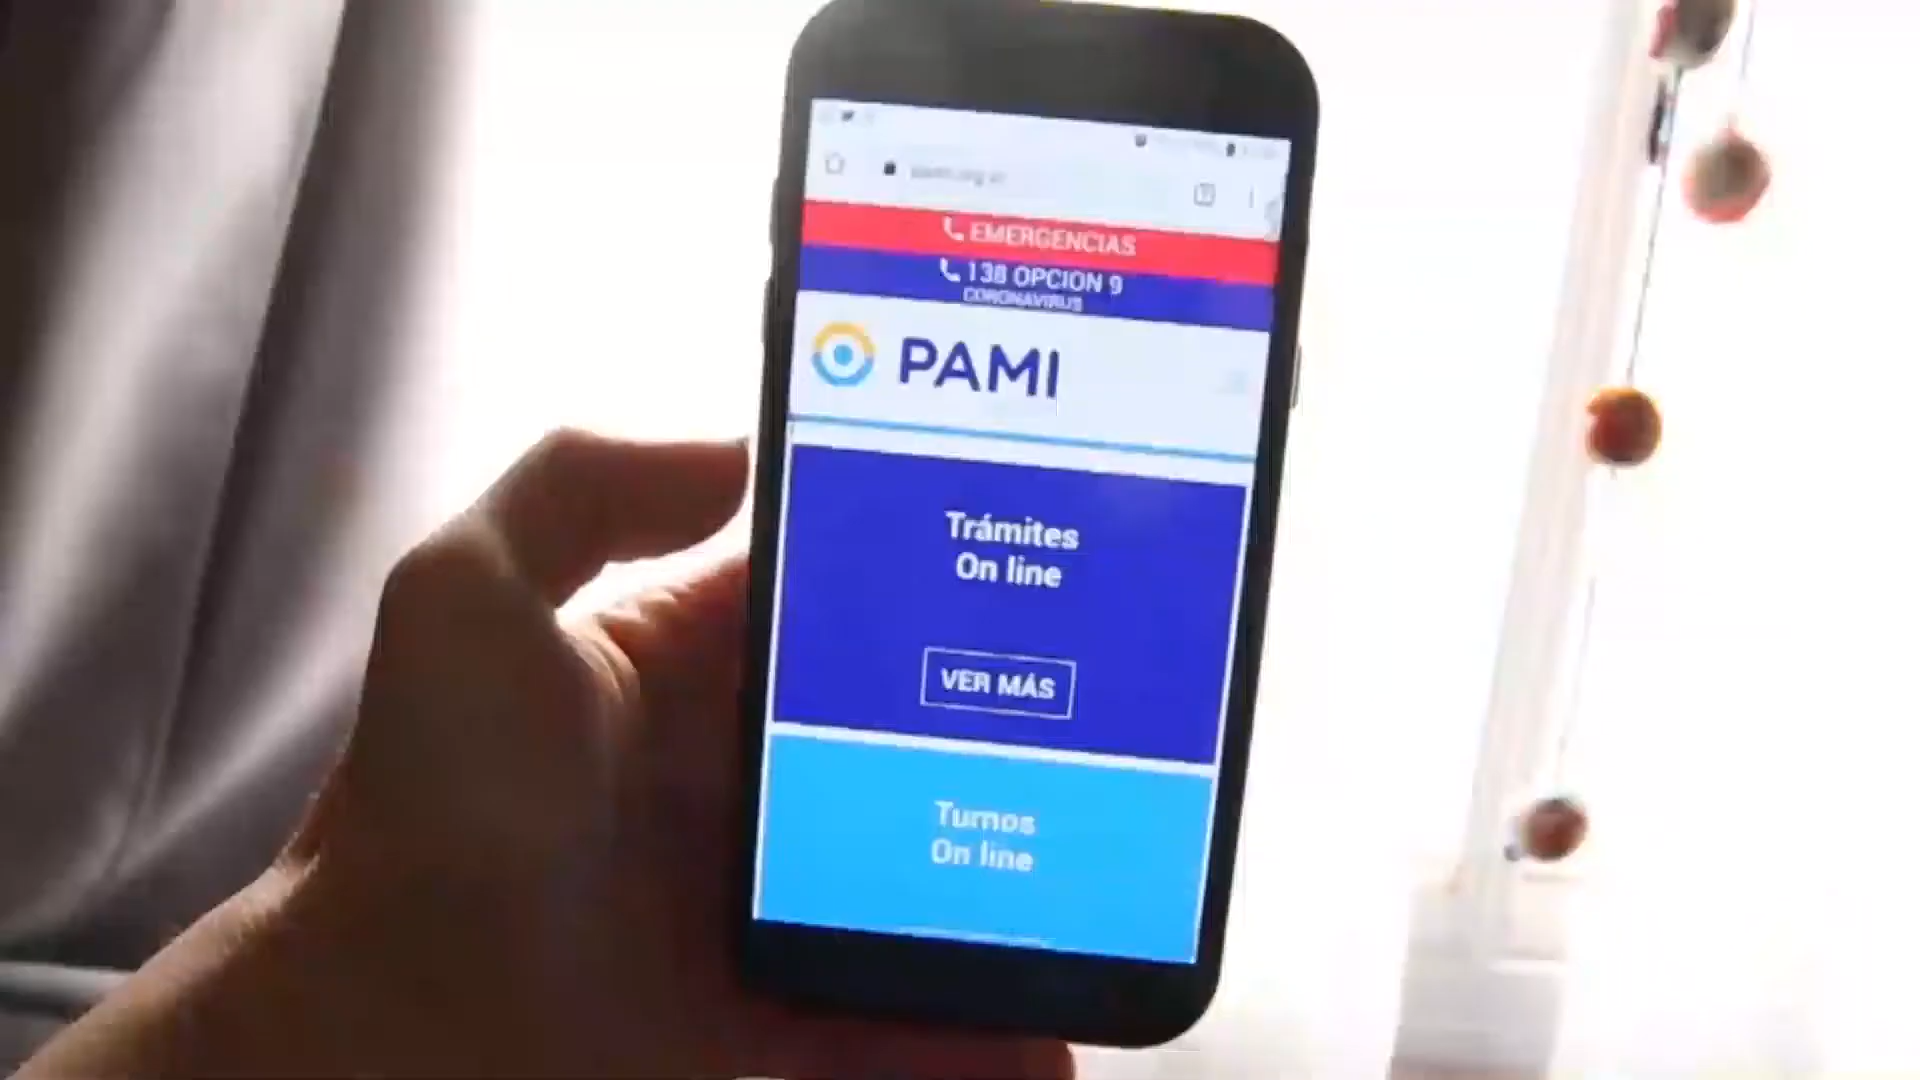 EMERGENCIAS
138 OPCION 9
CORONAVIRUS
PAMI
Trámites
On line
VER MÁS
Turnos
On line